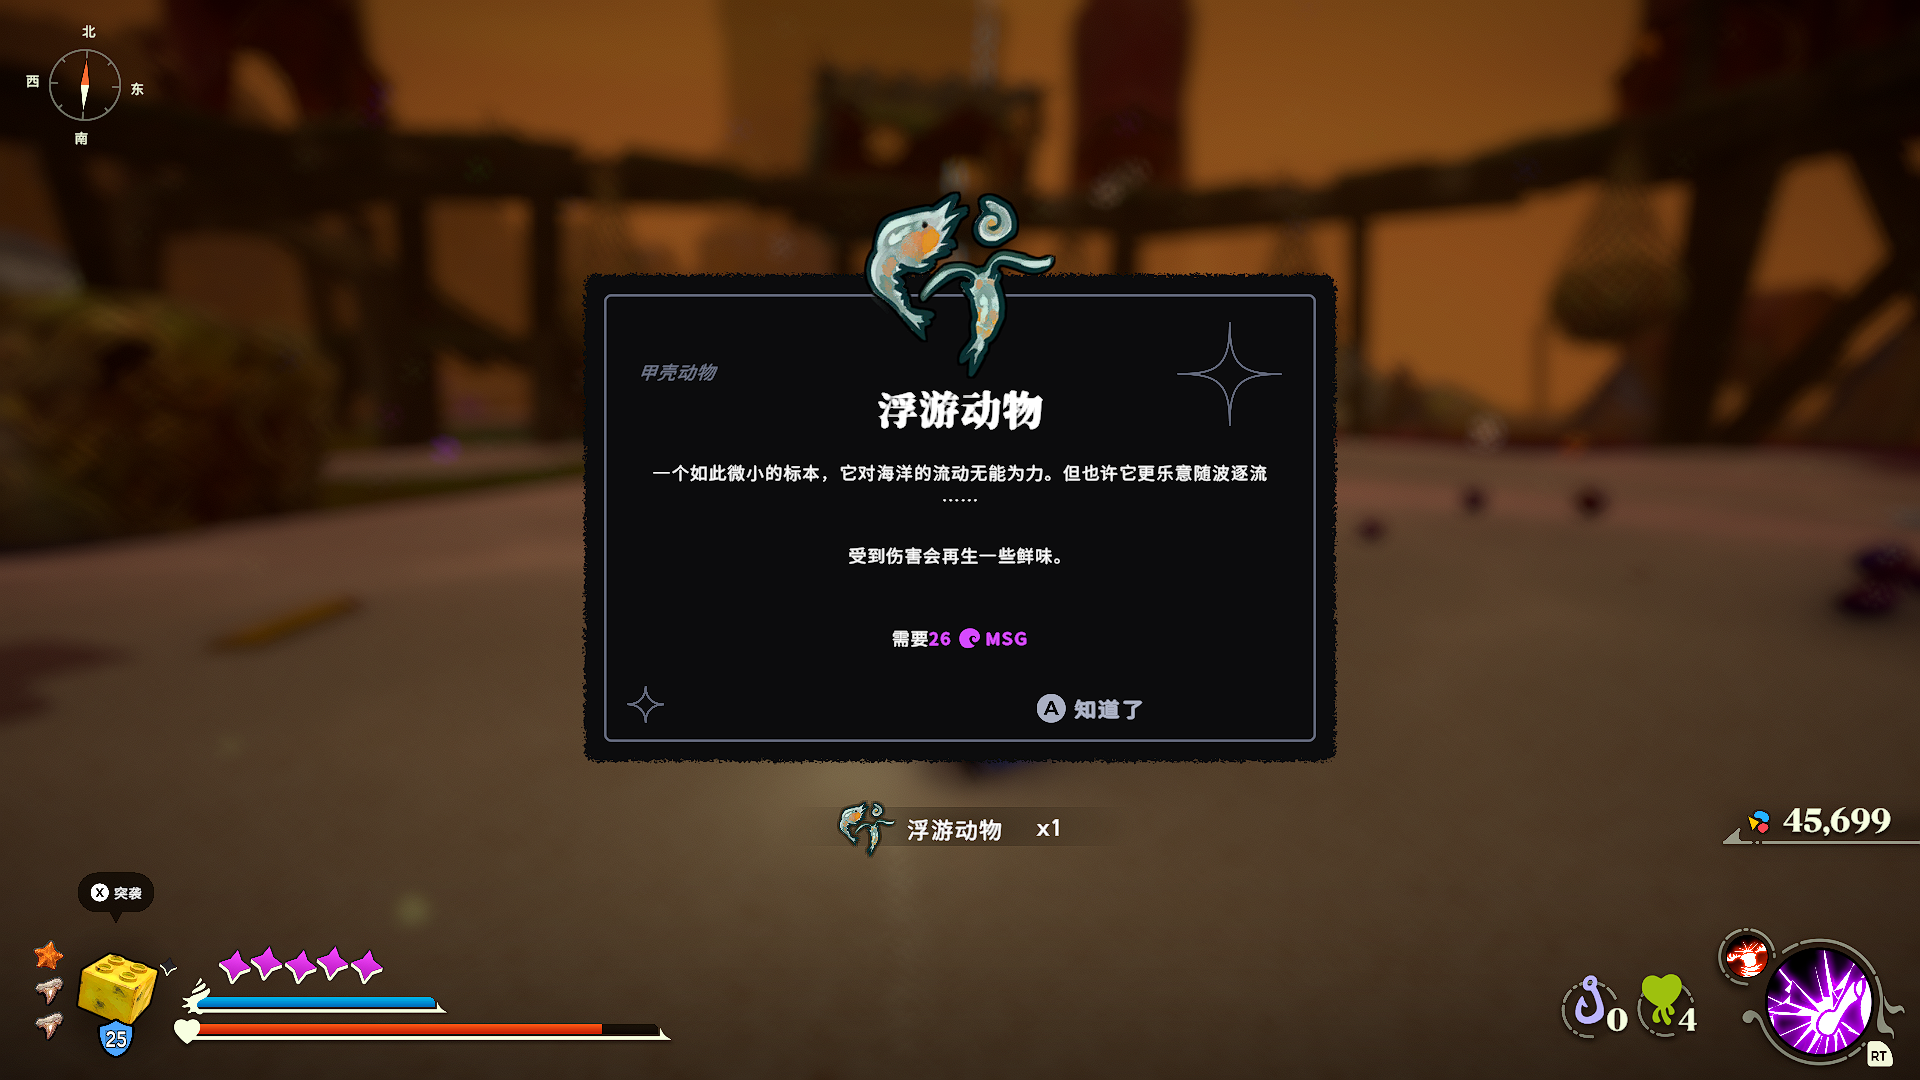 北
西
东
南
甲壳动物
浮游动物
一个如此微小的标本，它对海洋的流动无能为力。但也许它更乐意随波逐流
……
受到伤害会再生一些鲜味。
需要26 MSG
A 知道了
浮游动物 x1
45,699
X 突袭
25
0
4
RT